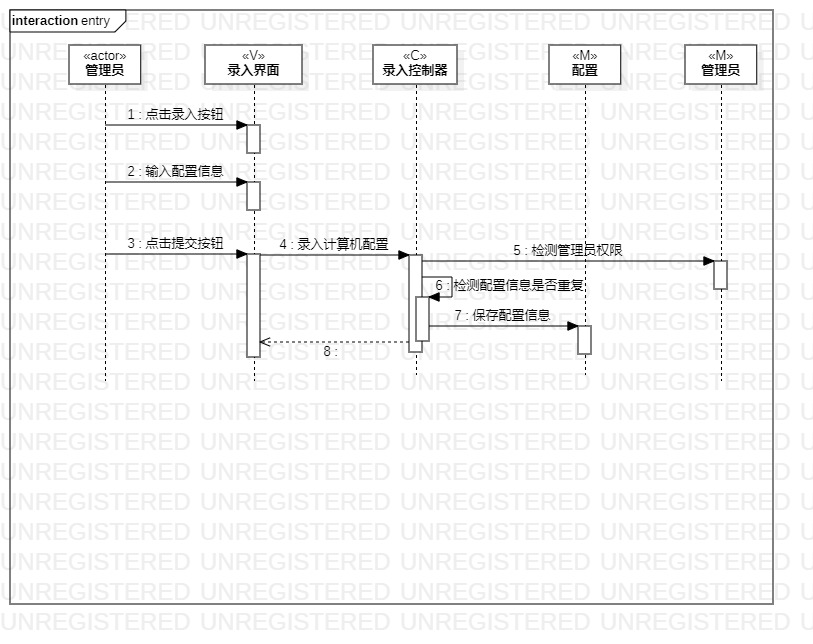 interaction entry
«actor»
管理员
«V»
录入界面
«C»
录入控制器
«M»
配置
«M»
管理员
1 : 点击录入按钮
2 : 输入配置信息
3 : 点击提交按钮
4 : 录入计算机配置
5 : 检测管理员权限
6 : 检测配置信息是否重复
7 : 保存配置信息
8 :
UNREGISTERED UNREGISTERED UNREGISTERED UNREGISTERED